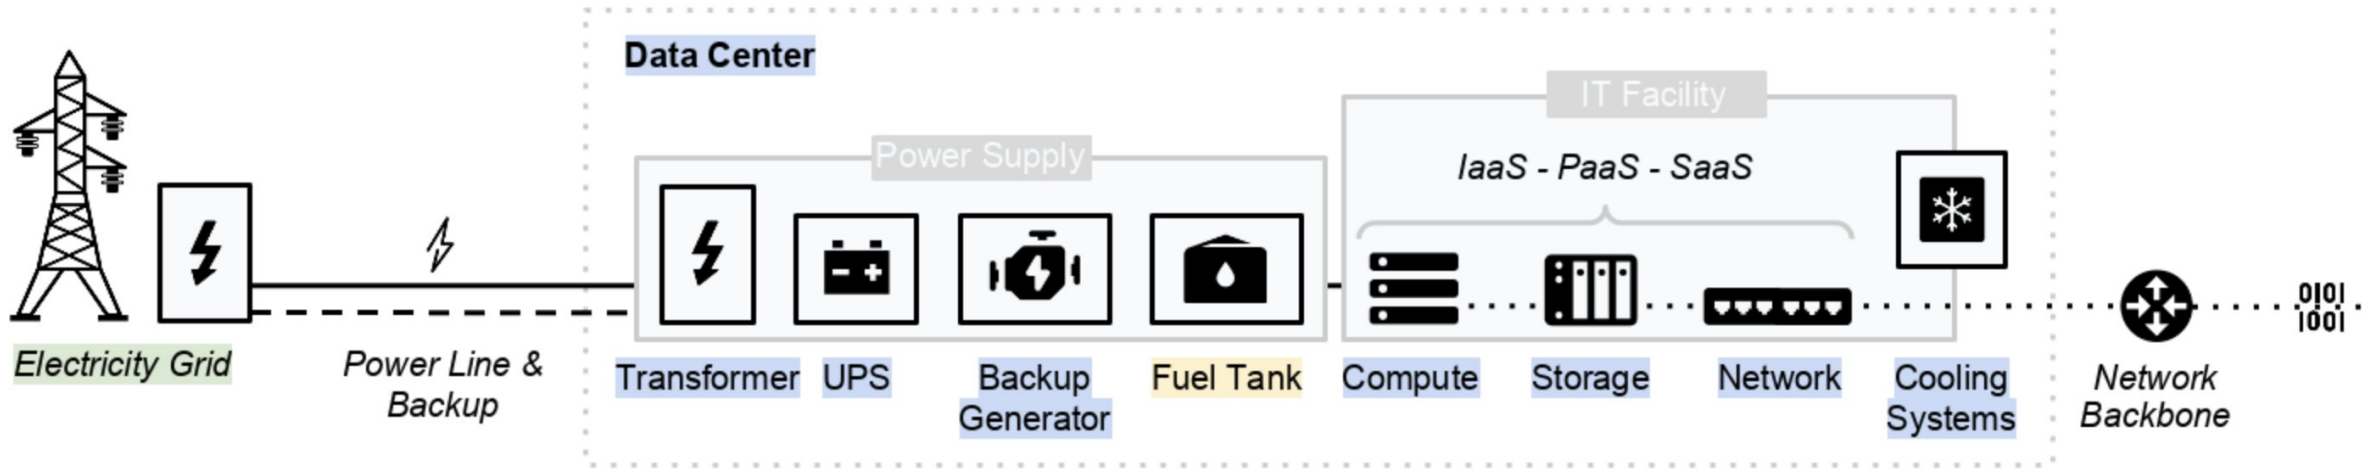 Data Center
IT Facility
Power Supply
IaaS - PaaS - SaaS
0101
1001
Electricity Grid
Power Line &
Backup
Transformer
UPS
Backup
Generator
Fuel Tank
Compute
Storage
Network
Cooling
Systems
Network
Backbone